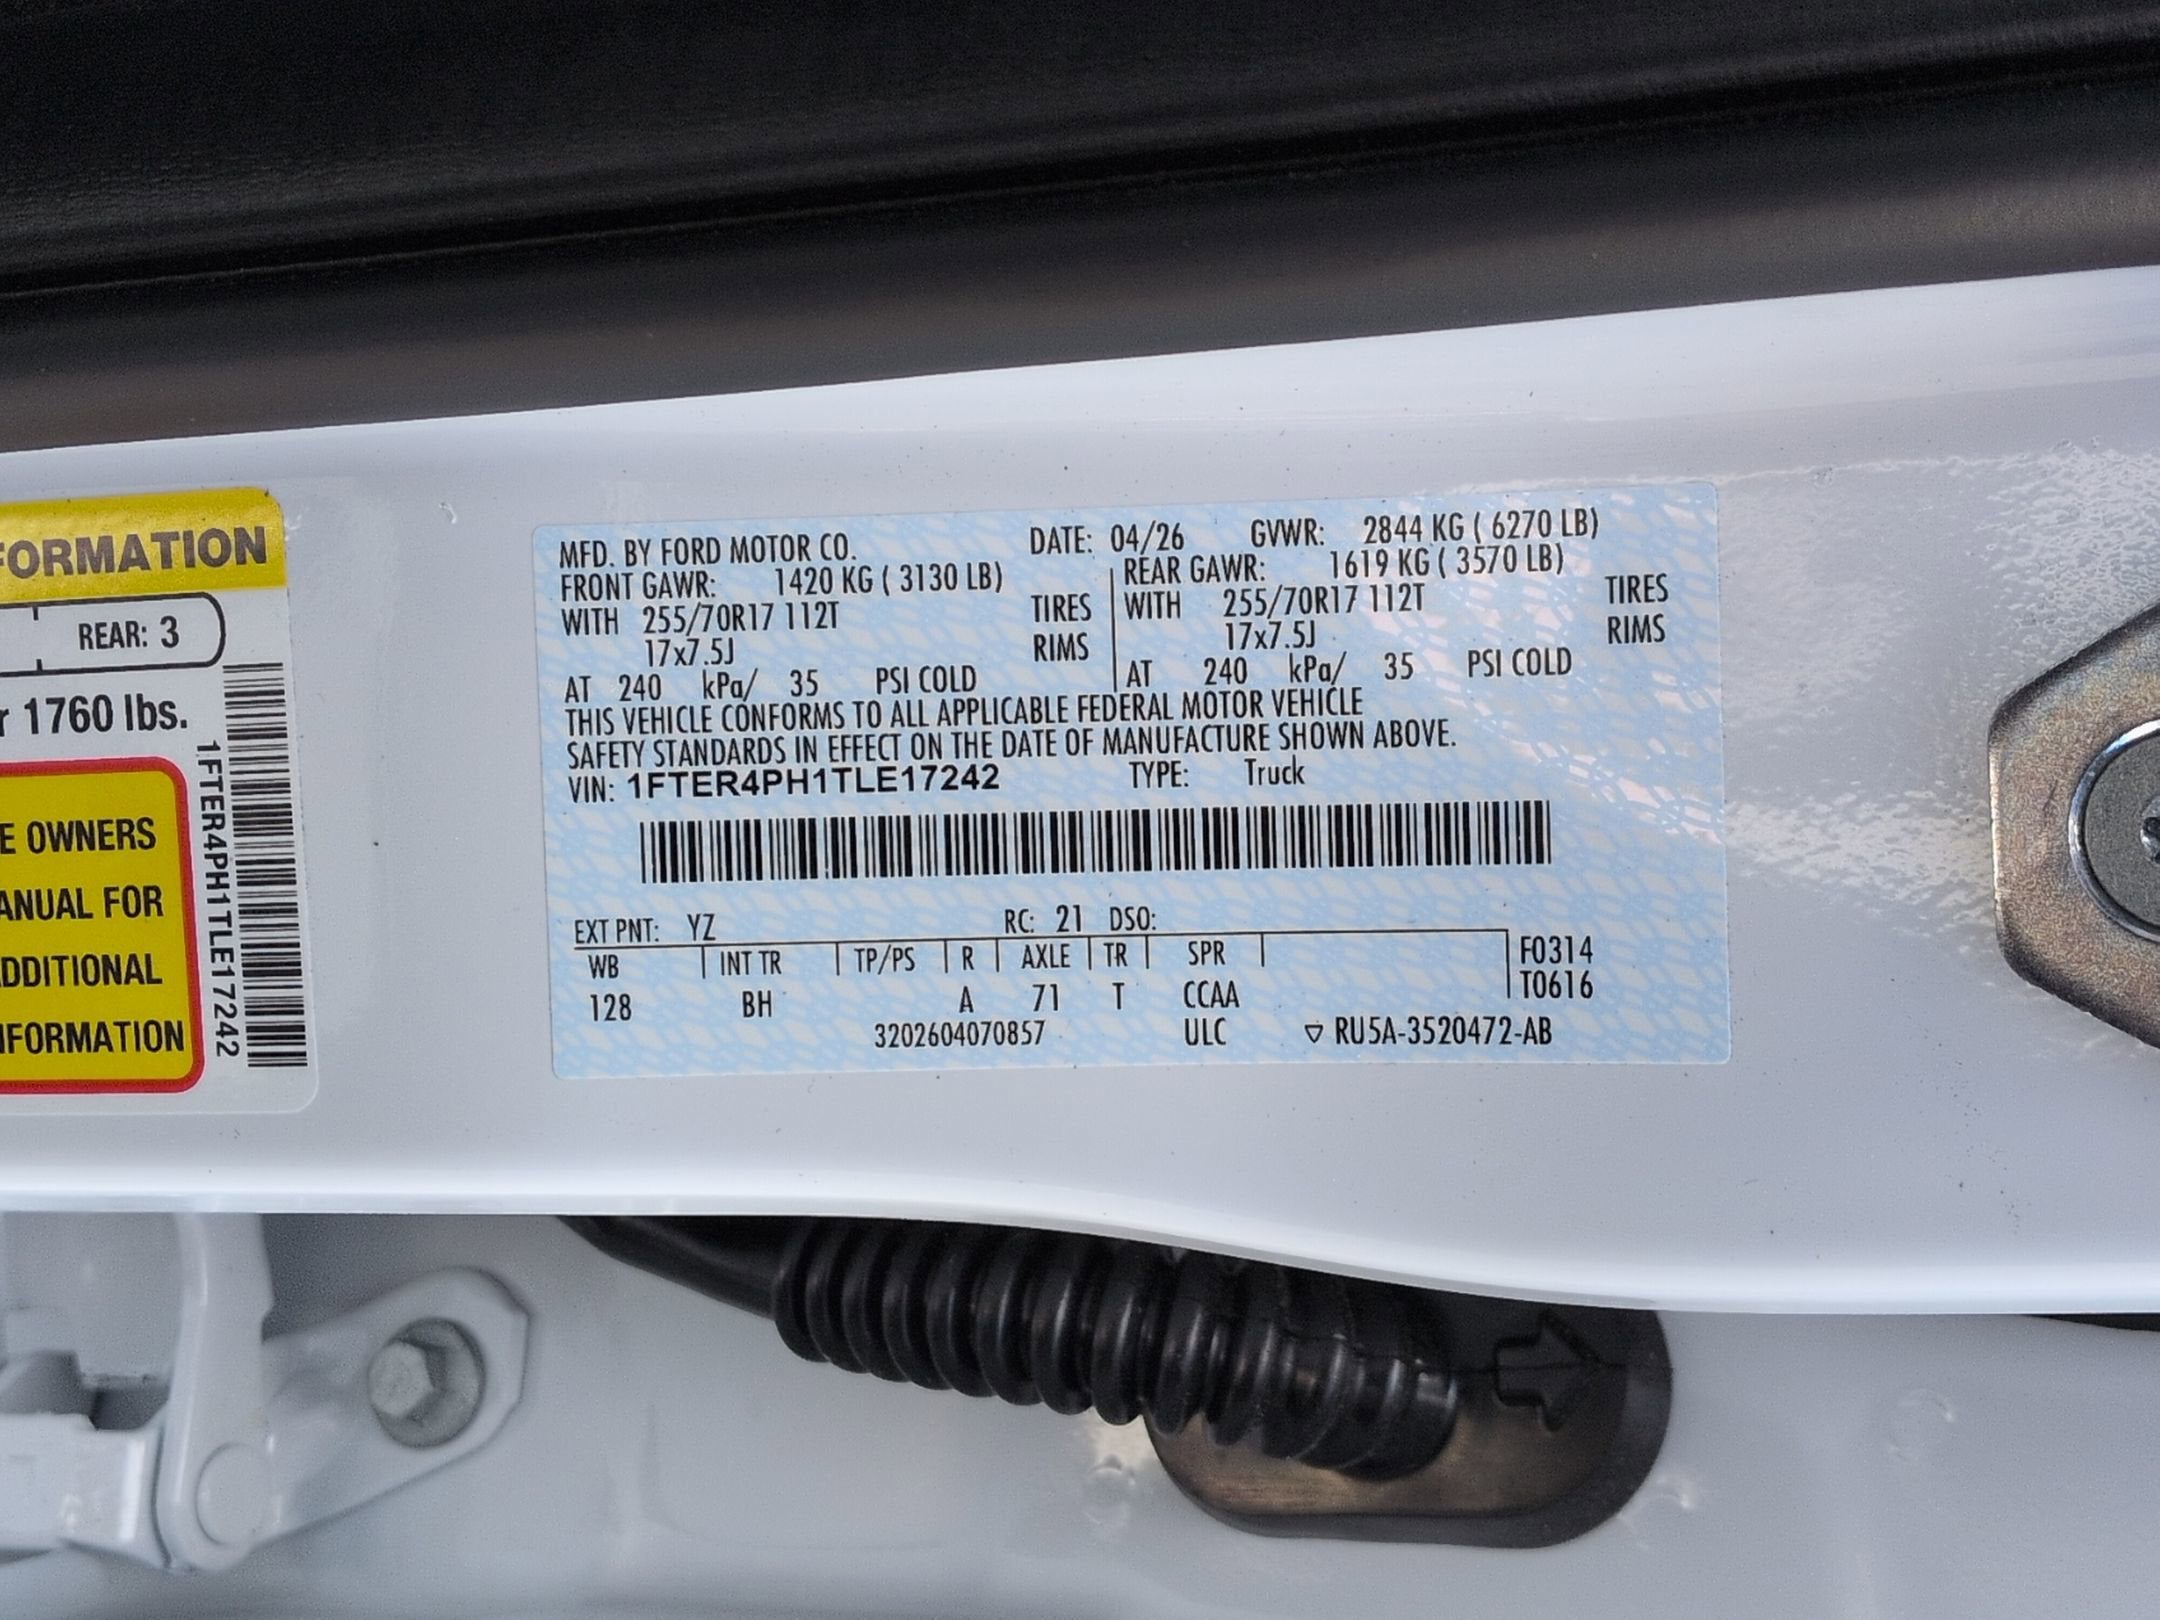 FORMATION
REAR: 3
r 1760 lbs.
E OWNERS
ANUAL FOR
DDITIONAL
NFORMATION
1FTER4PH1TLE17242
MFD. BY FORD MOTOR CO. DATE: 04/26 GVWR: 2844 KG ( 6270 LB)
FRONT GAWR: 1420 KG ( 3130 LB) REAR GAWR: 1619 KG ( 3570 LB)
WITH 255/70R17 112T TIRES WITH 255/70R17 112T TIRES
17x7.5J RIMS 17x7.5J RIMS
AT 240 kPa/ 35 PSI COLD AT 240 kPa/ 35 PSI COLD
THIS VEHICLE CONFORMS TO ALL APPLICABLE FEDERAL MOTOR VEHICLE
SAFETY STANDARDS IN EFFECT ON THE DATE OF MANUFACTURE SHOWN ABOVE.
VIN: 1FTER4PH1TLE17242 TYPE: Truck
EXT PNT: YZ RC: 21 DSO:
WB INT TR TP/PS R AXLE TR SPR F0314
128 BH A 71 T CCAA T0616
3202604070857 ULC ▽ RU5A-3520472-AB